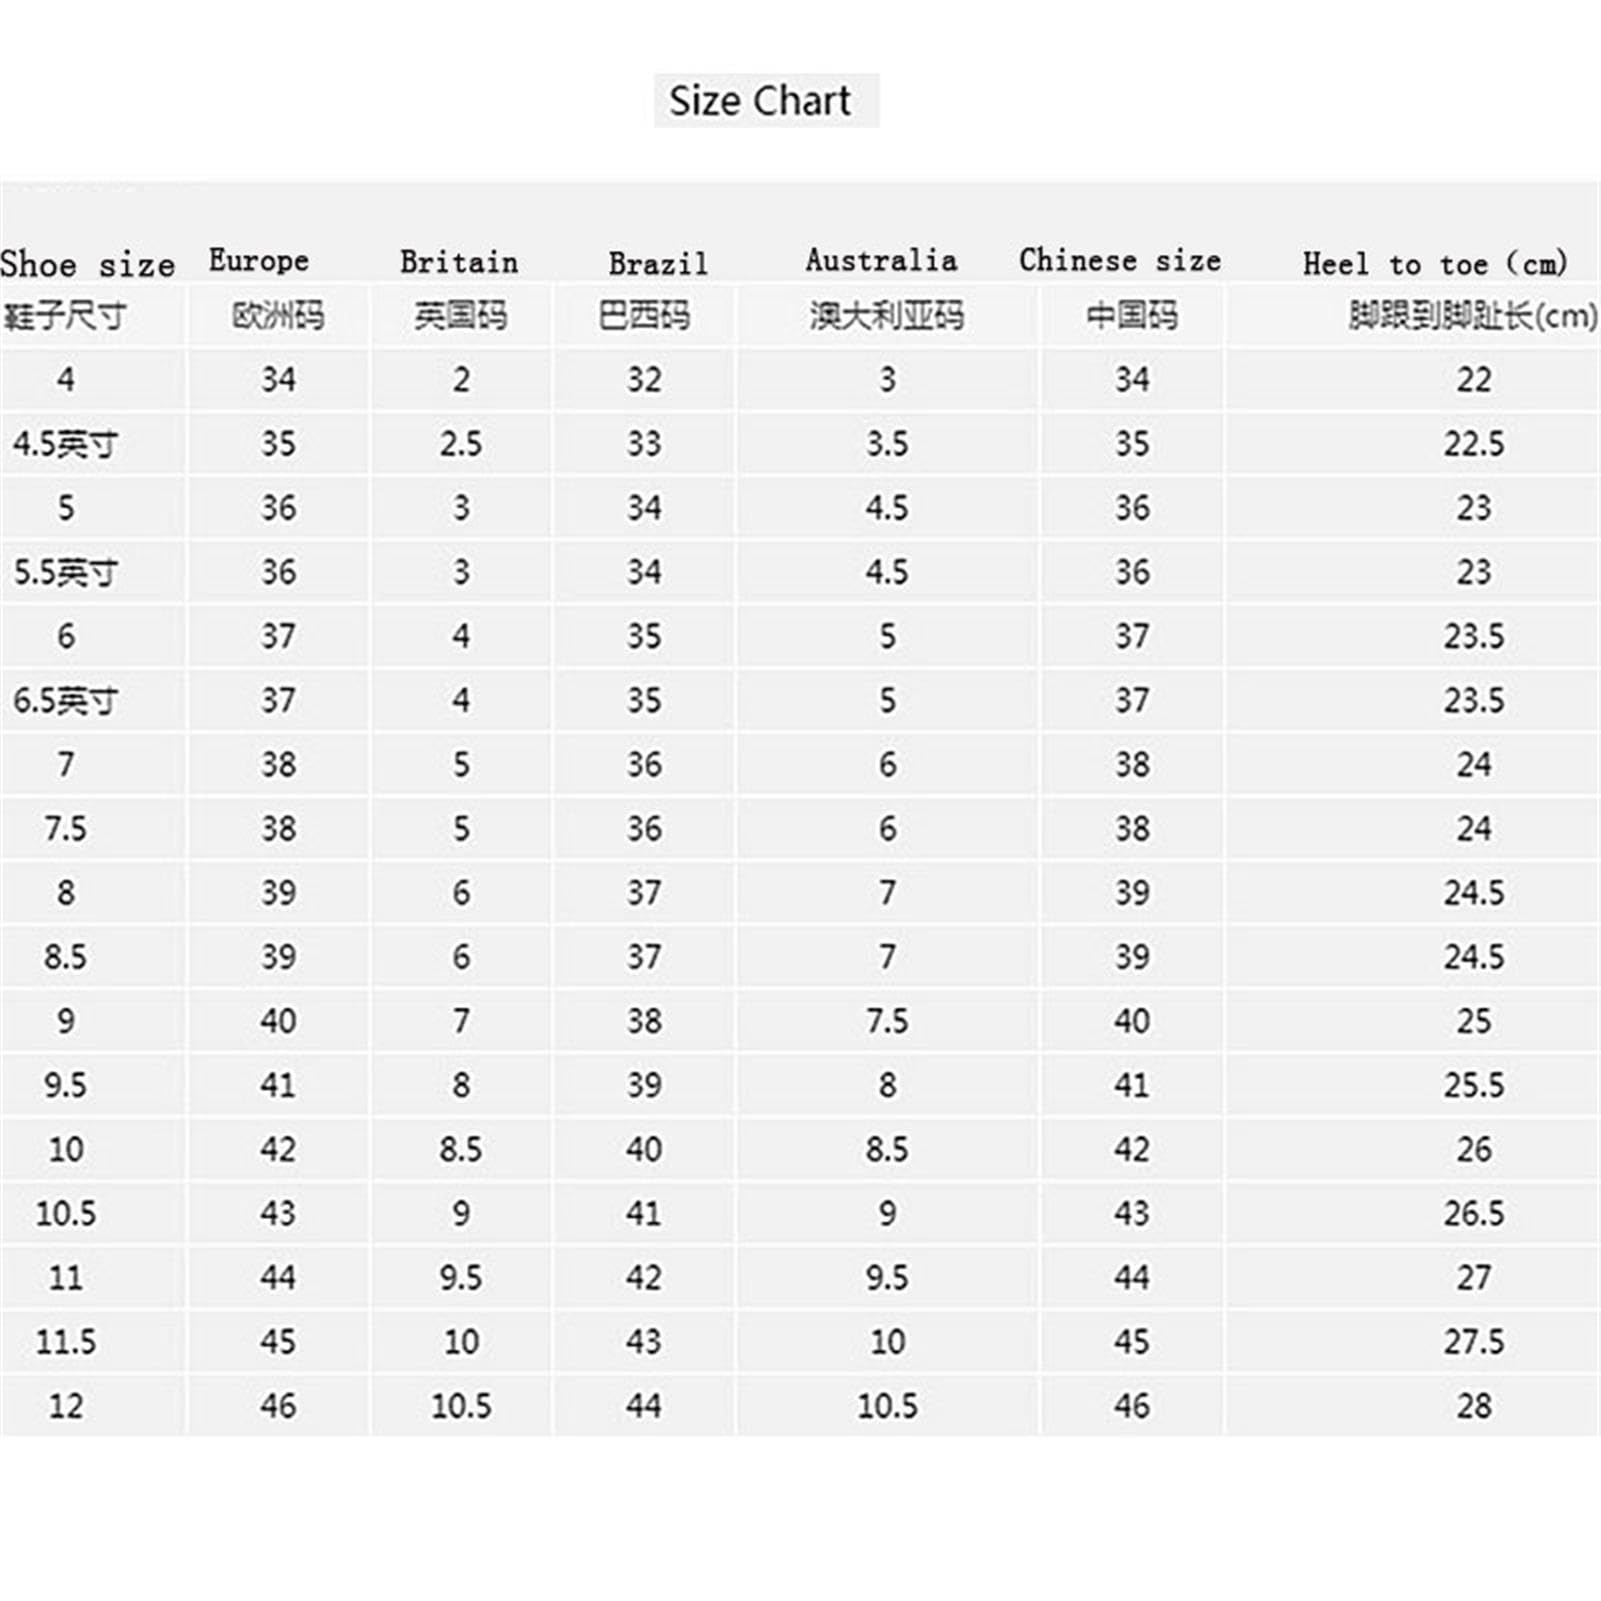 Size Chart
Shoe size Europe Britain Brazil Australia Chinese size Heel to toe (cm)
鞋子尺寸 欧洲码 英国码 巴西码 澳大利亚码 中国码 脚跟到脚趾长(cm)
4 34 2 32 3 34 22
4.5英寸 35 2.5 33 3.5 35 22.5
5 36 3 34 4.5 36 23
5.5英寸 36 3 34 4.5 36 23
6 37 4 35 5 37 23.5
6.5英寸 37 4 35 5 37 23.5
7 38 5 36 6 38 24
7.5 38 5 36 6 38 24
8 39 6 37 7 39 24.5
8.5 39 6 37 7 39 24.5
9 40 7 38 7.5 40 25
9.5 41 8 39 8 41 25.5
10 42 8.5 40 8.5 42 26
10.5 43 9 41 9 43 26.5
11 44 9.5 42 9.5 44 27
11.5 45 10 43 10 45 27.5
12 46 10.5 44 10.5 46 28